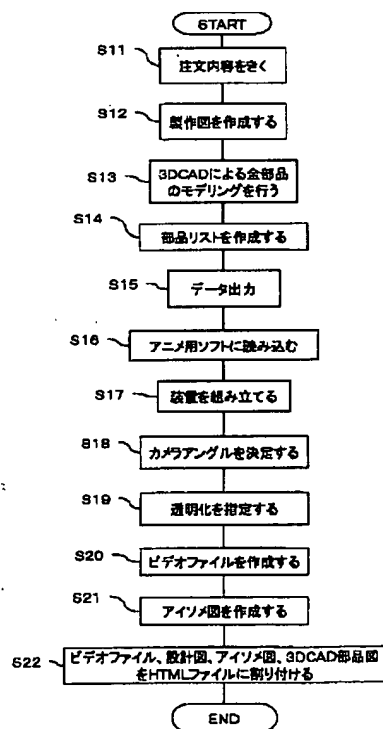 START
S11
注文内容をきく
S12
製作図を作成する
S13
3DCADによる全部品
のモデリングを行う
S14
部品リストを作成する
S15
データ出力
S16
アニメ用ソフトに読み込む
S17
装置を組み立てる
S18
カメラアングルを決定する
S19
透明化を指定する
S20
ビデオファイルを作成する
S21
アイソメ図を作成する
S22
ビデオファイル、設計図、アイソメ図、3DCAD部品図
をHTMLファイルに割り付ける
END